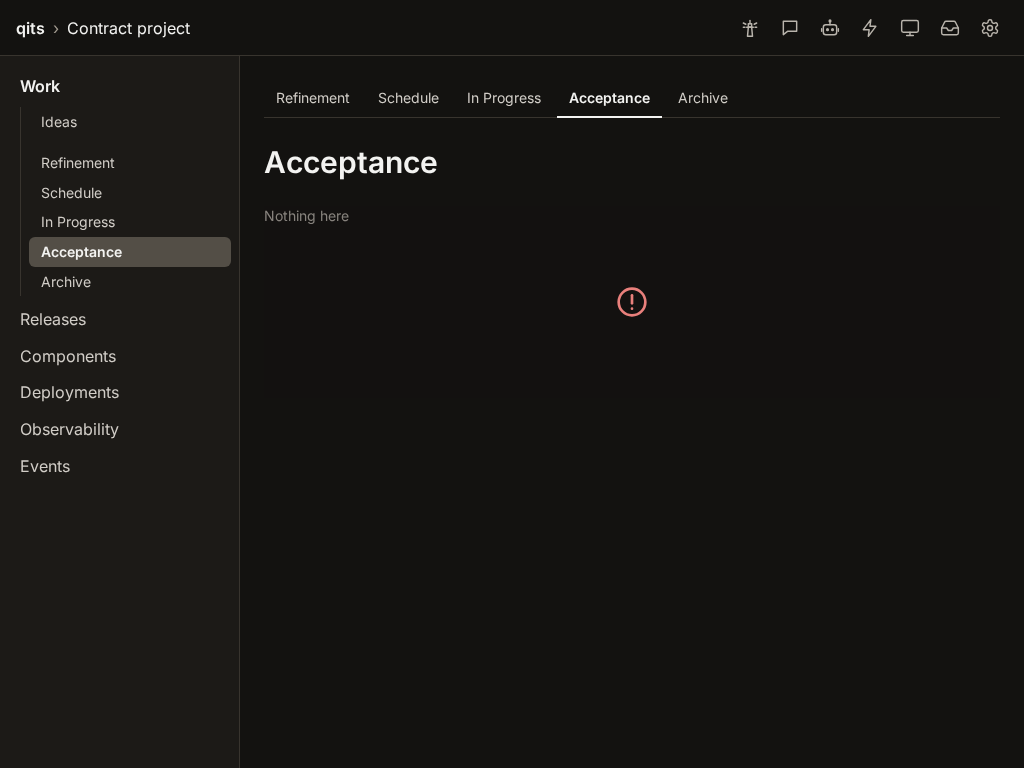 qits › Contract project
Work
Ideas
Refinement
Schedule
In Progress
Acceptance
Archive
Releases
Components
Deployments
Observability
Events
Refinement Schedule In Progress Acceptance Archive
Acceptance
Nothing here